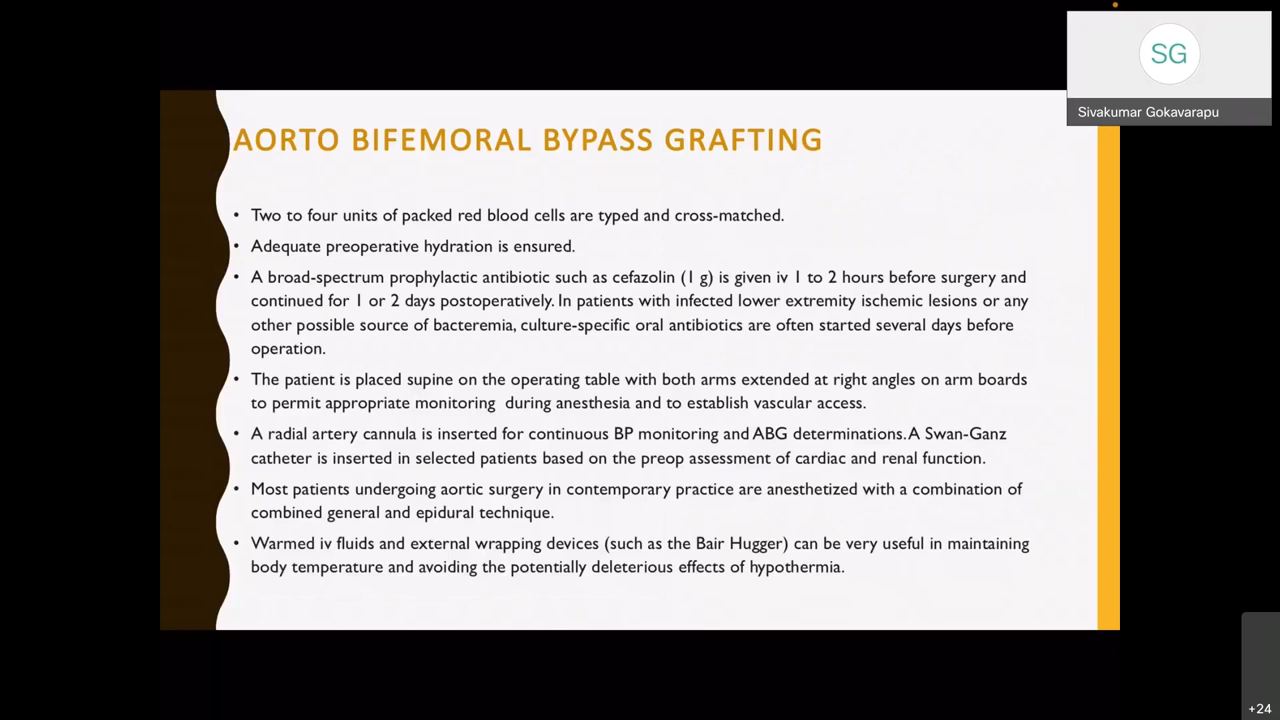 SG
Sivakumar Gokavarapu
AORTO BIFEMORAL BYPASS GRAFTING
• Two to four units of packed red blood cells are typed and cross-matched.
• Adequate preoperative hydration is ensured.
• A broad-spectrum prophylactic antibiotic such as cefazolin (1 g) is given iv 1 to 2 hours before surgery and
continued for 1 or 2 days postoperatively. In patients with infected lower extremity ischemic lesions or any
other possible source of bacteremia, culture-specific oral antibiotics are often started several days before
operation.
• The patient is placed supine on the operating table with both arms extended at right angles on arm boards
to permit appropriate monitoring during anesthesia and to establish vascular access.
• A radial artery cannula is inserted for continuous BP monitoring and ABG determinations. A Swan-Ganz
catheter is inserted in selected patients based on the preop assessment of cardiac and renal function.
• Most patients undergoing aortic surgery in contemporary practice are anesthetized with a combination of
combined general and epidural technique.
• Warmed iv fluids and external wrapping devices (such as the Bair Hugger) can be very useful in maintaining
body temperature and avoiding the potentially deleterious effects of hypothermia.
+24